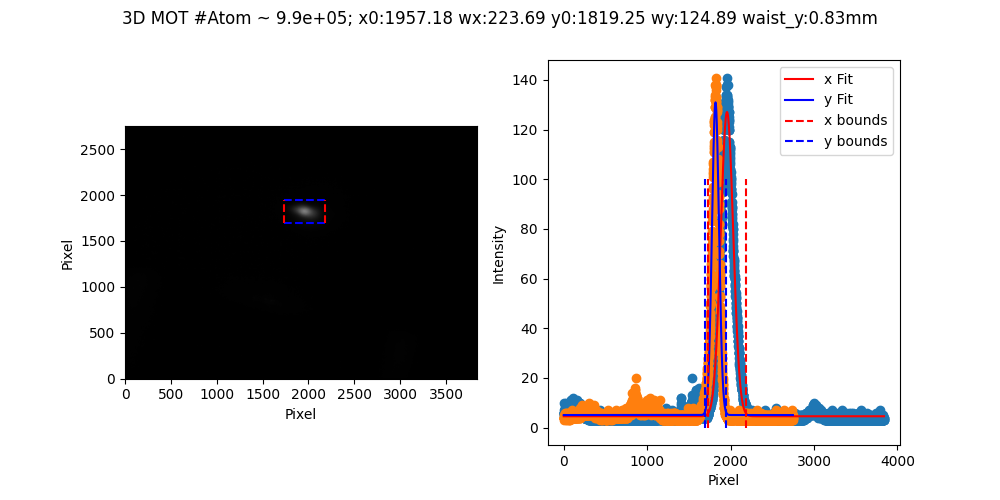 3D MOT #Atom ~ 9.9e+05; x0:1957.18 wx:223.69 y0:1819.25 wy:124.89 waist_y:0.83mm
2500
2000
1500
1000
500
0
Pixel
0 500 1000 1500 2000 2500 3000 3500
Pixel
140
120
100
80
60
40
20
0
Intensity
0 1000 2000 3000 4000
Pixel
x Fit
y Fit
x bounds
y bounds